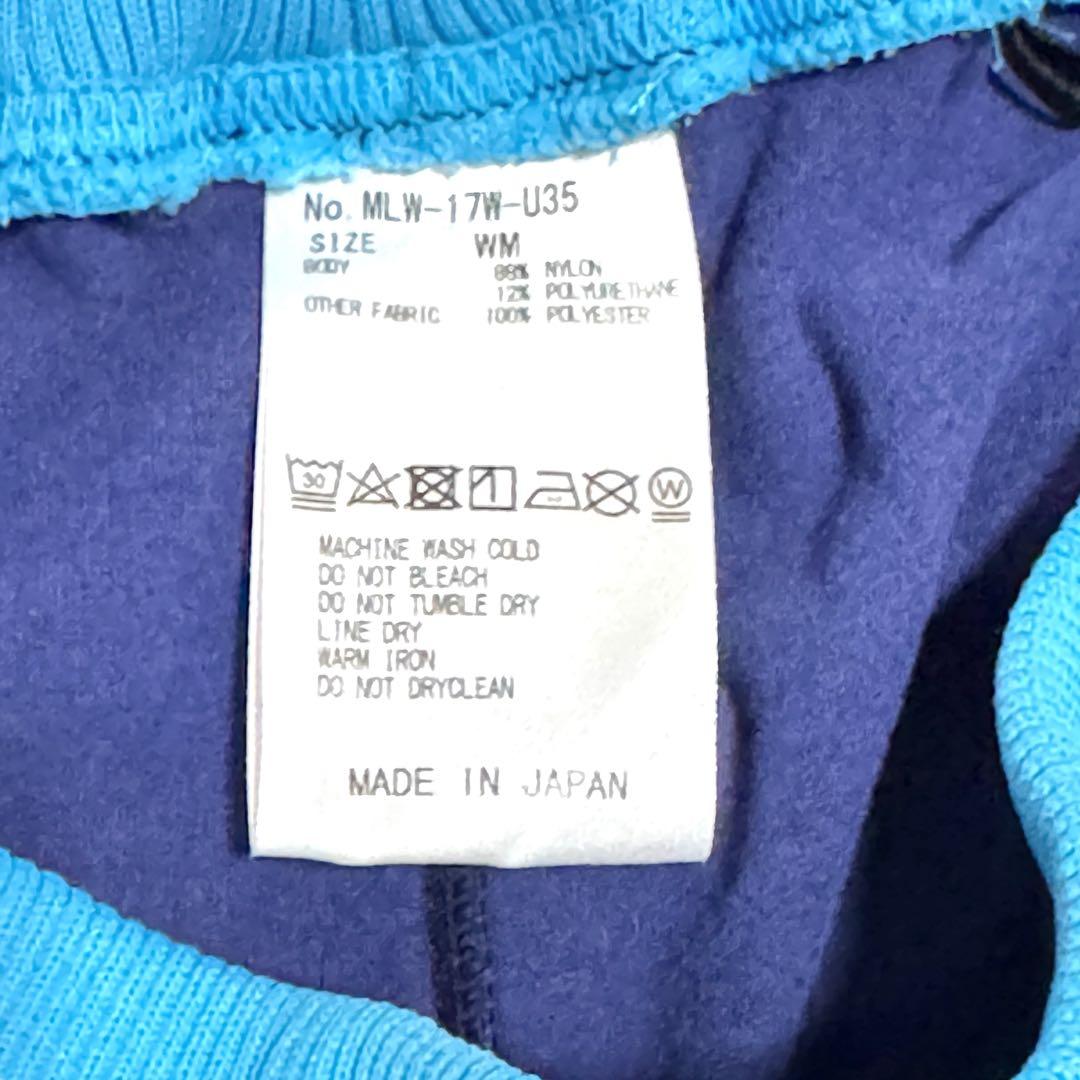 No. MLW-17W-U35
SIZE WM
BODY 88% NYLON
12% POLYURETHANE
OTHER FABRIC 100% POLYESTER
30 W
MACHINE WASH COLD
DO NOT BLEACH
DO NOT TUMBLE DRY
LINE DRY
WARM IRON
DO NOT DRYCLEAN
MADE IN JAPAN